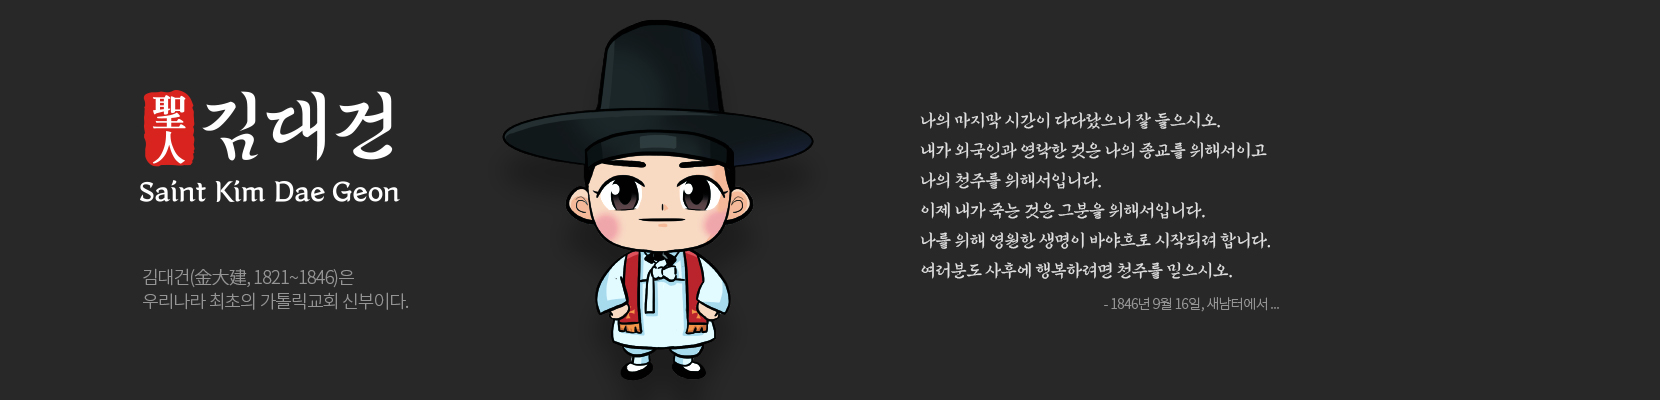 聖人 김대건
Saint Kim Dae Geon
김대건(金大建, 1821~1846)은
우리나라 최초의 가톨릭교회 신부이다.
나의 마지막 시간이 다다랐으니 잘 들으시오.
내가 외국인과 연락한 것은 나의 종교를 위해서이고
나의 천주를 위해서입니다.
이제 내가 죽는 것은 그분을 위해서입니다.
나를 위해 영원한 생명이 바야흐로 시작되려 합니다.
여러분도 사후에 행복하려면 천주를 믿으시오.
- 1846년 9월 16일, 새남터에서 ...